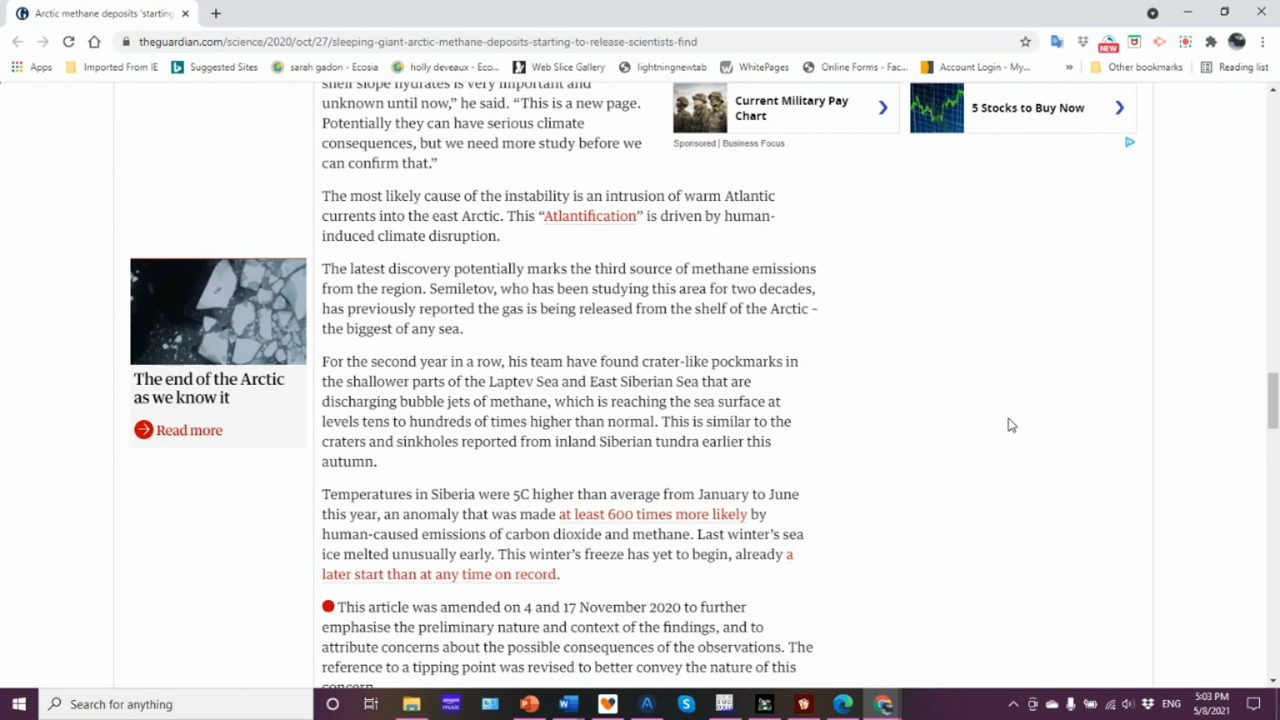 Arctic methane deposits 'starting
theguardian.com/science/2020/oct/27/sleeping-giant-arctic-methane-deposits-starting-to-release-scientists-find
NEW
Apps
Imported From IE
Suggested Sites
sarah gadon - Ecosia
holly deveaux - Eco...
Web Slice Gallery
lightningnewtab
WhitePages
Online Forms - Fac...
Account Login - My...
»
Other bookmarks
Reading list
shelf slope hydrates is very important and
unknown until now,” he said. “This is a new page.
Potentially they can have serious climate
consequences, but we need more study before we
can confirm that.”
Current Military Pay
Chart
5 Stocks to Buy Now
Sponsored | Business Focus
The most likely cause of the instability is an intrusion of warm Atlantic
currents into the east Arctic. This “Atlantification” is driven by human-
induced climate disruption.
The latest discovery potentially marks the third source of methane emissions
from the region. Semiletov, who has been studying this area for two decades,
has previously reported the gas is being released from the shelf of the Arctic –
the biggest of any sea.
The end of the Arctic
as we know it
Read more
For the second year in a row, his team have found crater-like pockmarks in
the shallower parts of the Laptev Sea and East Siberian Sea that are
discharging bubble jets of methane, which is reaching the sea surface at
levels tens to hundreds of times higher than normal. This is similar to the
craters and sinkholes reported from inland Siberian tundra earlier this
autumn.
Temperatures in Siberia were 5C higher than average from January to June
this year, an anomaly that was made at least 600 times more likely by
human-caused emissions of carbon dioxide and methane. Last winter’s sea
ice melted unusually early. This winter’s freeze has yet to begin, already a
later start than at any time on record.
This article was amended on 4 and 17 November 2020 to further
emphasise the preliminary nature and context of the findings, and to
attribute concerns about the possible consequences of the observations. The
reference to a tipping point was revised to better convey the nature of this
concern.
Search for anything
amazon
music
ENG
5:03 PM
5/8/2021